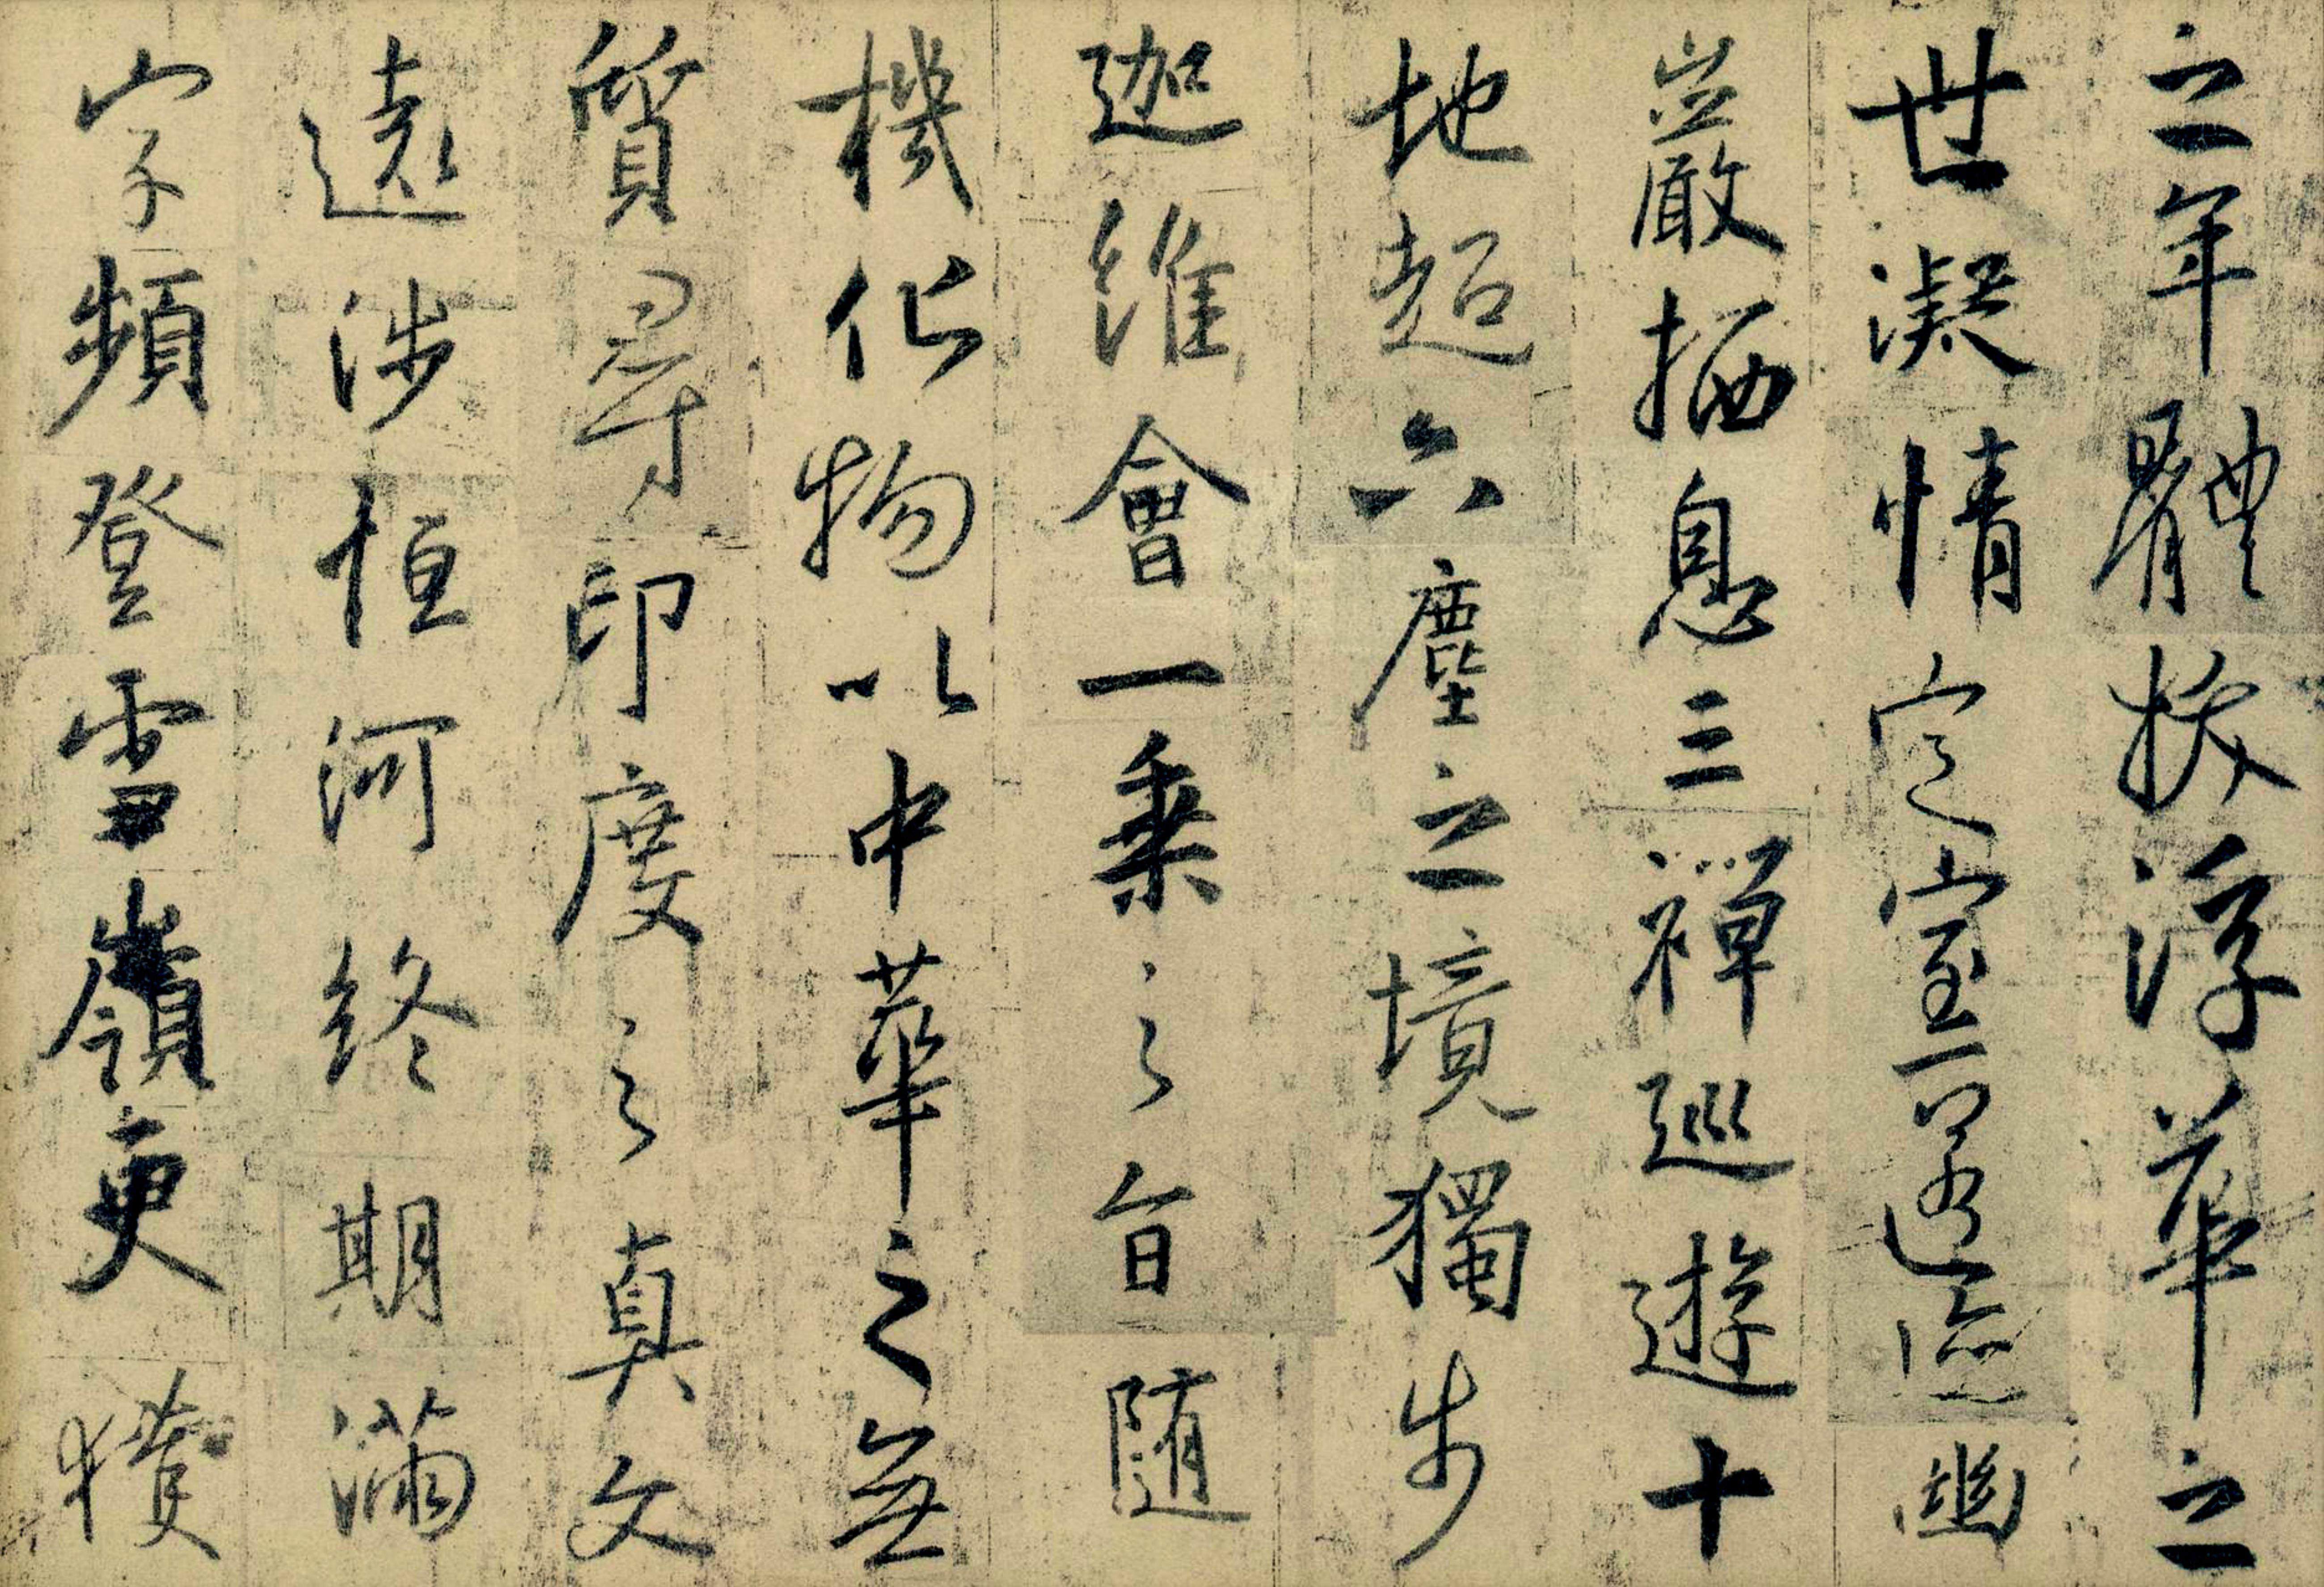 立年體拔浮華之
世凝情定室匿迹幽
巖栖息三禪巡遊十
地超六塵之境獨步
迦維會一乘之旨隨
機化物以中華之無
質尋印度之真文
遠涉恒河終期滿
字頻登雪嶺更獲